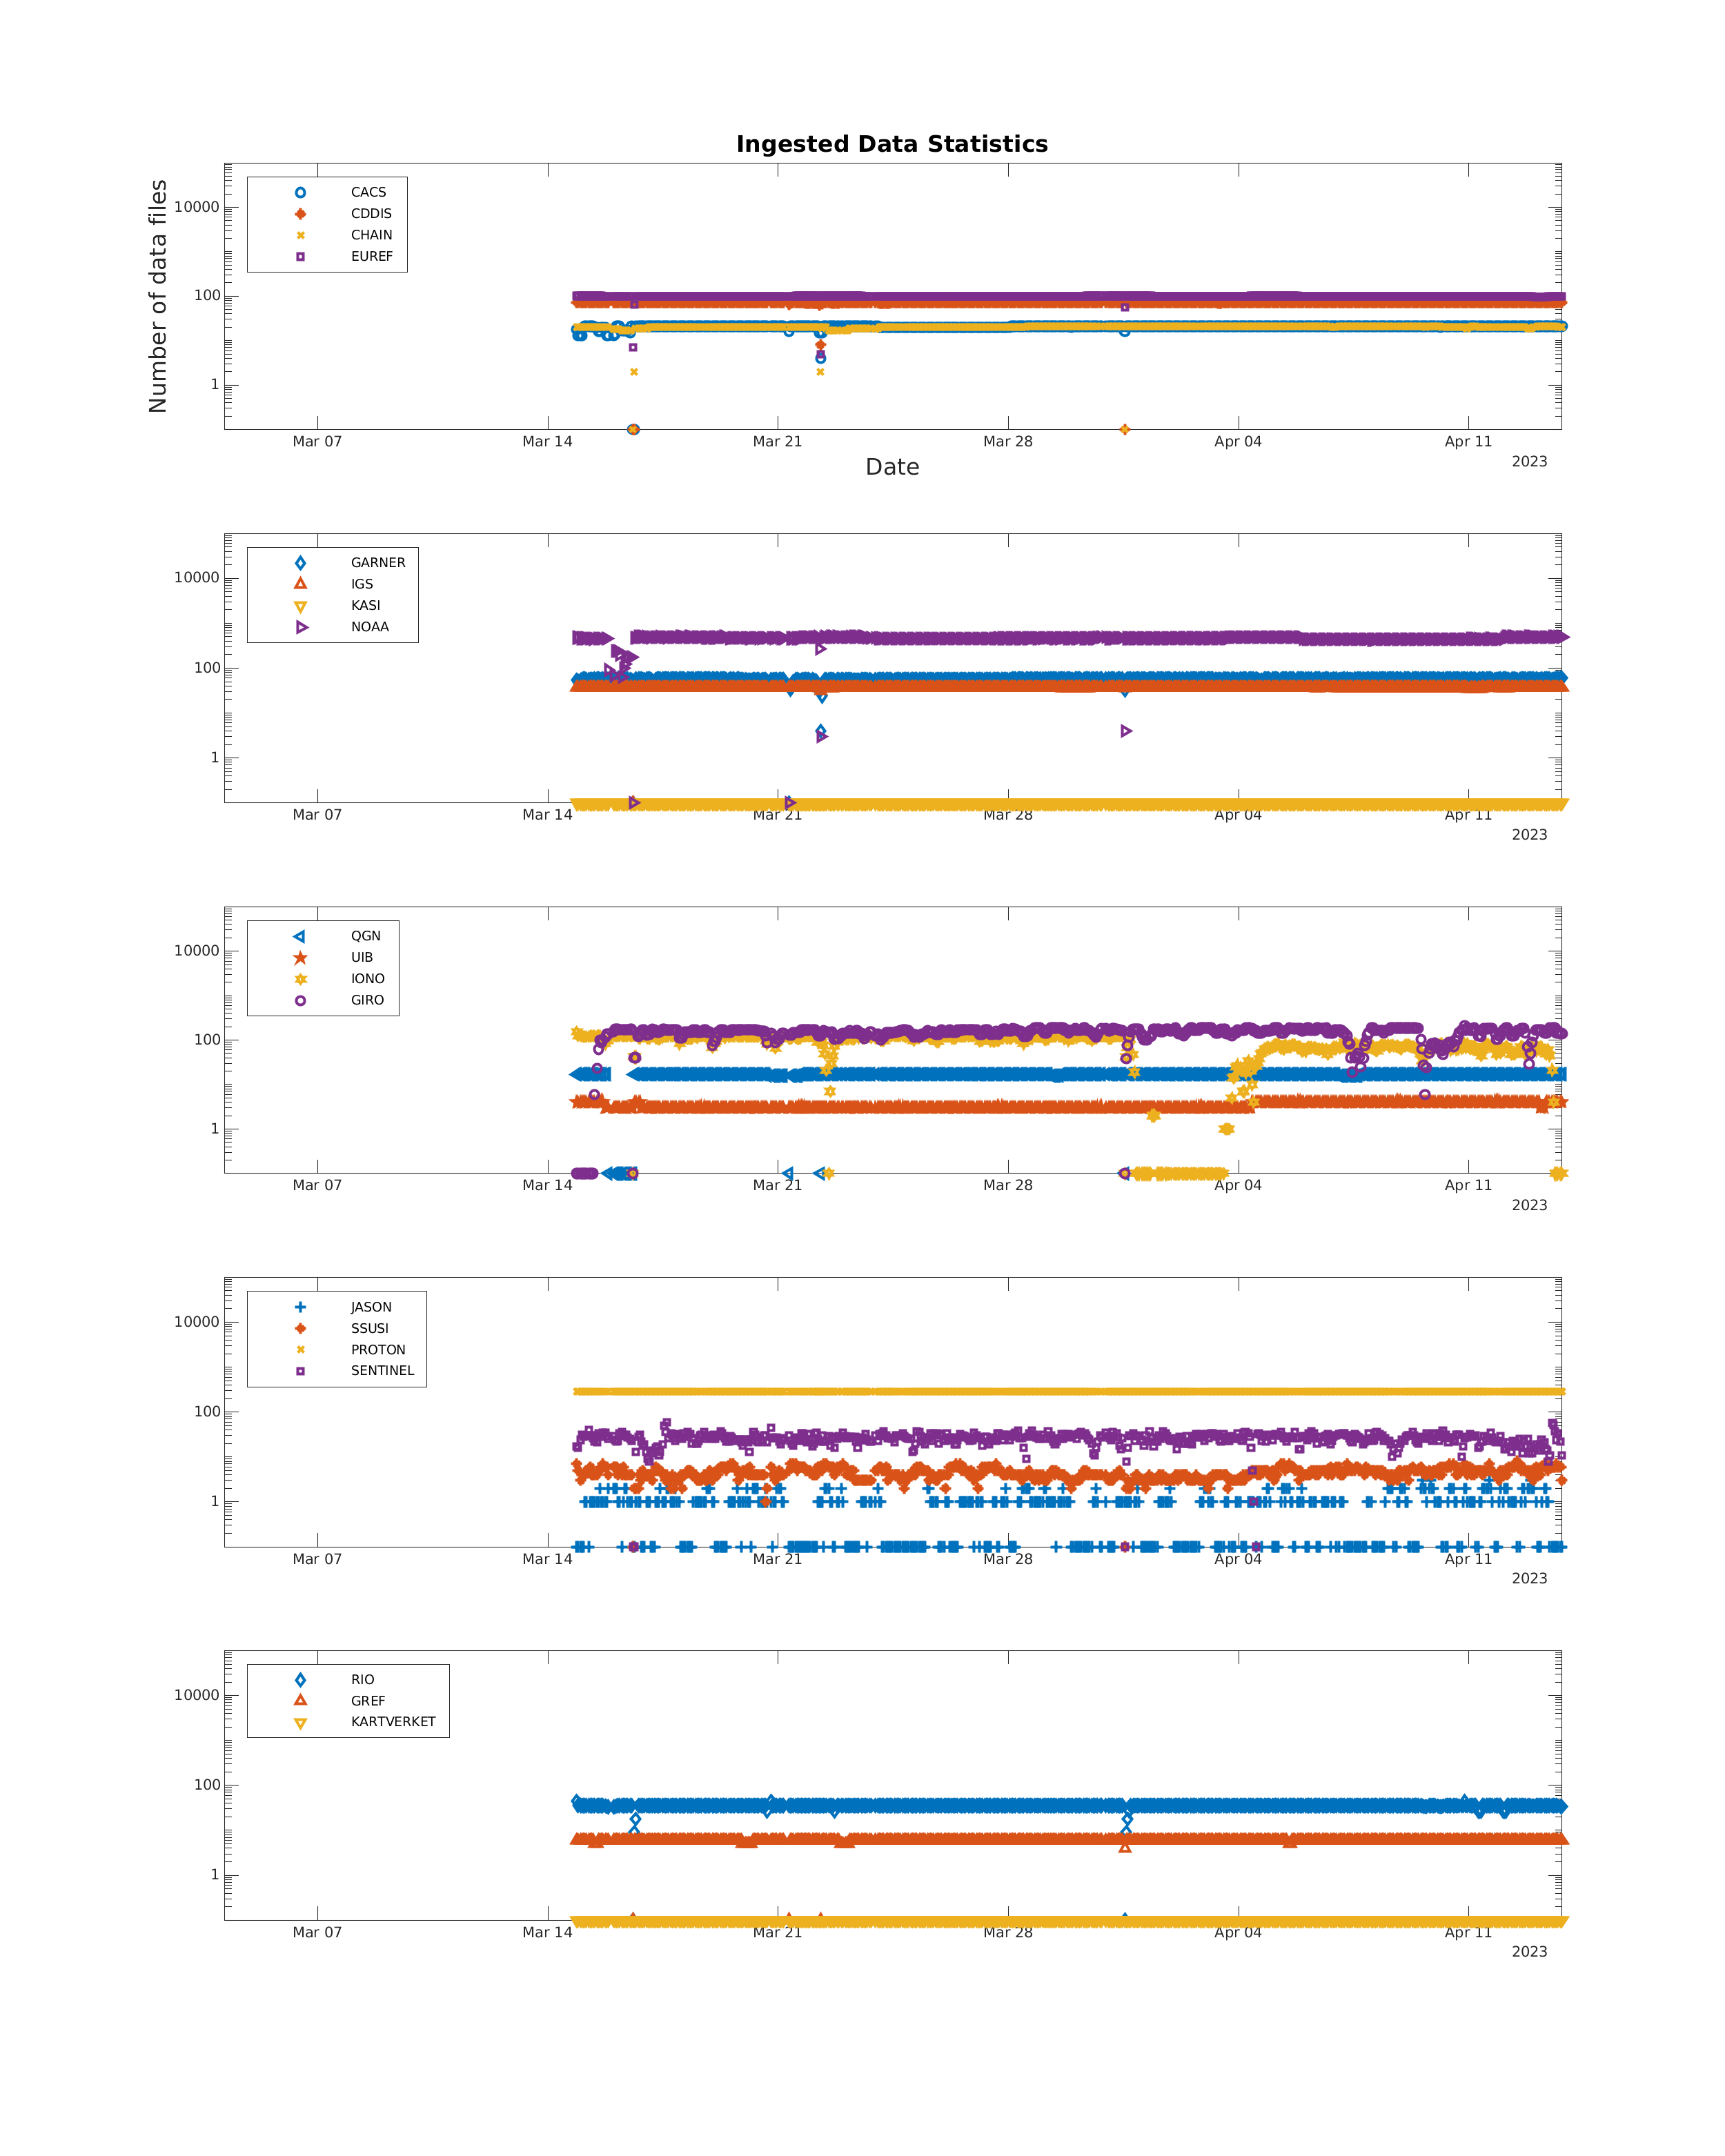 Ingested Data Statistics
Number of data files
10000
100
1
CACS
CDDIS
CHAIN
EUREF
Mar 07 Mar 14 Mar 21 Mar 28 Apr 04 Apr 11
2023
Date
10000
100
1
GARNER
IGS
KASI
NOAA
Mar 07 Mar 14 Mar 21 Mar 28 Apr 04 Apr 11
2023
10000
100
1
QGN
UIB
IONO
GIRO
Mar 07 Mar 14 Mar 21 Mar 28 Apr 04 Apr 11
2023
10000
100
1
JASON
SSUSI
PROTON
SENTINEL
Mar 07 Mar 14 Mar 21 Mar 28 Apr 04 Apr 11
2023
10000
100
1
RIO
GREF
KARTVERKET
Mar 07 Mar 14 Mar 21 Mar 28 Apr 04 Apr 11
2023